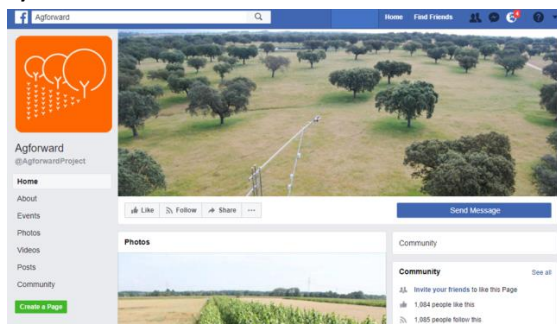 Agforward
Home Find Friends
Agforward
@AgforwardProject
Home
About
Events
Photos
Videos
Posts
Community
Create a Page
Like Follow Share ...
Send Message
Photos
Community
Community See all
Invite your friends to like this Page
1,084 people like this
1,085 people follow this